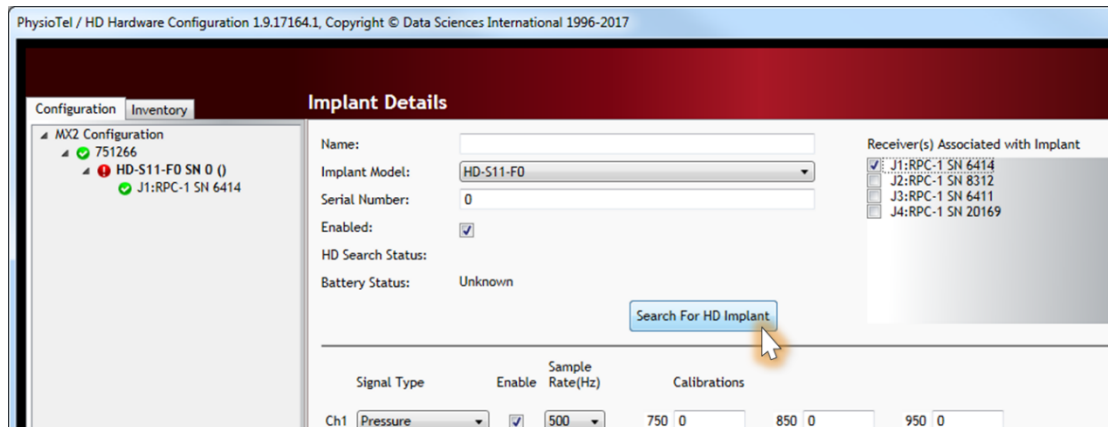 PhysioTel / HD Hardware Configuration 1.9.17164.1, Copyright © Data Sciences International 1996-2017
Configuration Inventory
Implant Details
MX2 Configuration
751266
HD-S11-F0 SN 0 ()
J1:RPC-1 SN 6414
Name:
Implant Model: HD-S11-F0
Serial Number: 0
Enabled:
HD Search Status:
Battery Status: Unknown
Search For HD Implant
Receiver(s) Associated with Implant
J1:RPC-1 SN 6414
J2:RPC-1 SN 8312
J3:RPC-1 SN 6411
J4:RPC-1 SN 20169
Signal Type Enable Sample Rate(Hz) Calibrations
Ch1 Pressure 500 750 0 850 0 950 0